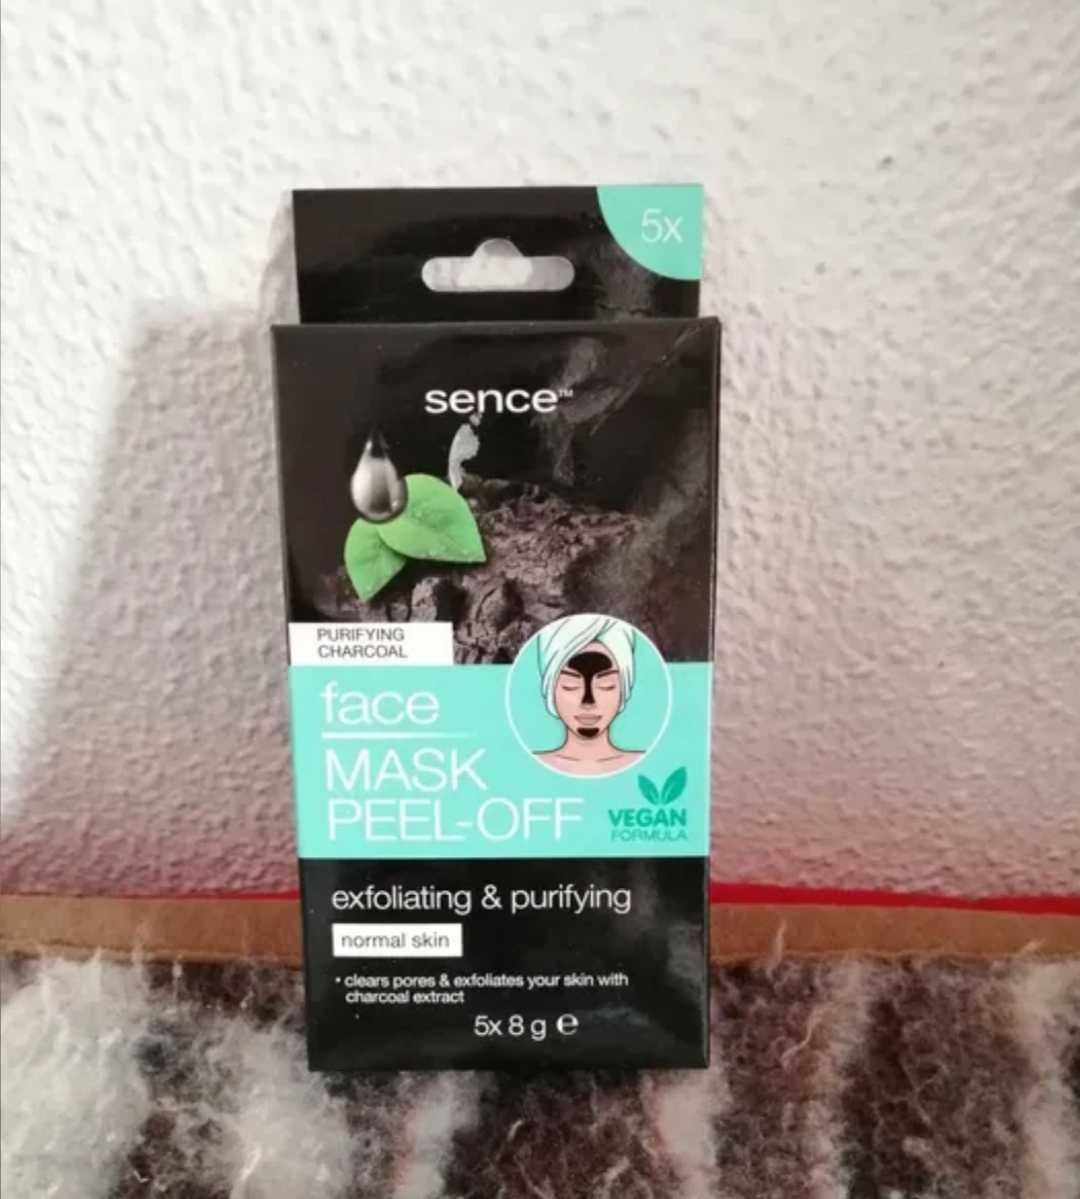 5x
sence™
PURIFYING
CHARCOAL
face
MASK
PEEL-OFF
VEGAN
FORMULA
exfoliating & purifying
normal skin
• clears pores & exfoliates your skin with
charcoal extract
5x 8 g ℮